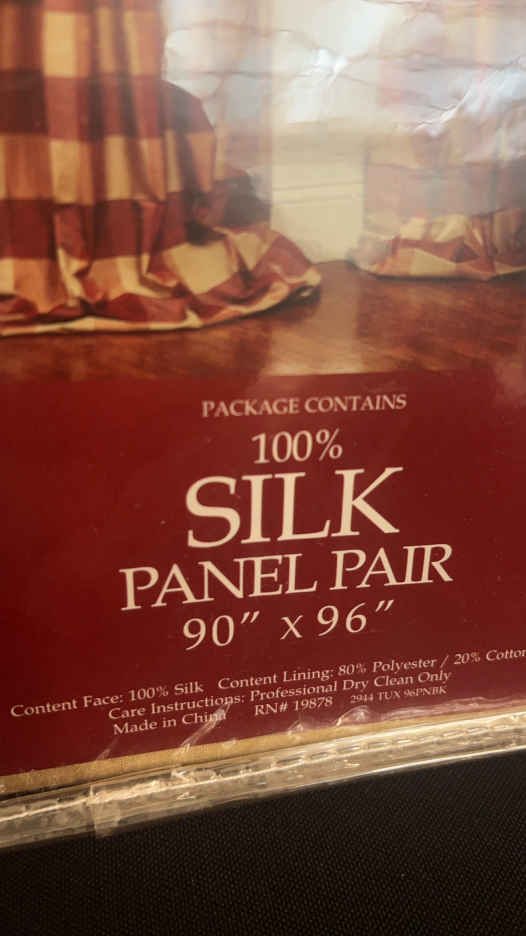 PACKAGE CONTAINS
100%
SILK
PANEL PAIR
90” x 96”
Content Face: 100% Silk Content Lining: 80% Polyester / 20% Cotton
Care Instructions: Professional Dry Clean Only
Made in China RN# 19878 2944 TUX 96PNBK